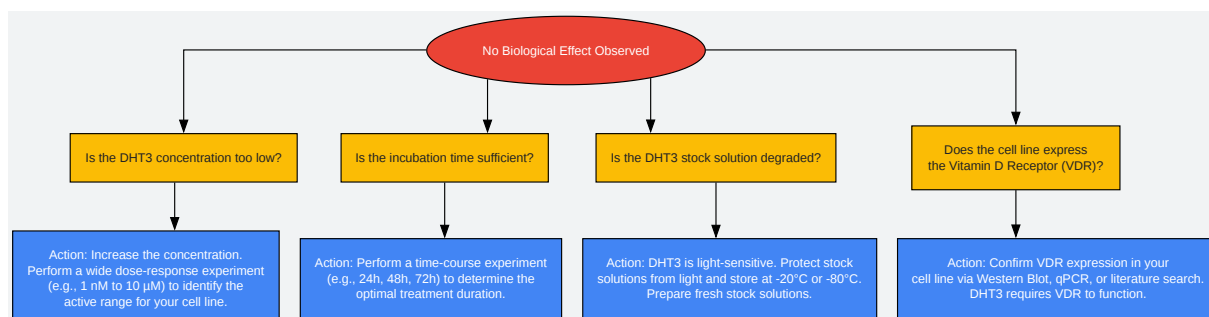 No Biological Effect Observed
Is the DHT3 concentration too low?
Is the incubation time sufficient?
Is the DHT3 stock solution degraded?
Does the cell line express
the Vitamin D Receptor (VDR)?
Action: Increase the concentration.
Perform a wide dose-response experiment
(e.g., 1 nM to 10 µM) to identify the
active range for your cell line.
Action: Perform a time-course experiment
(e.g., 24h, 48h, 72h) to determine the
optimal treatment duration.
Action: DHT3 is light-sensitive. Protect stock
solutions from light and store at -20°C or -80°C.
Prepare fresh stock solutions.
Action: Confirm VDR expression in your
cell line via Western Blot, qPCR, or literature search.
DHT3 requires VDR to function.